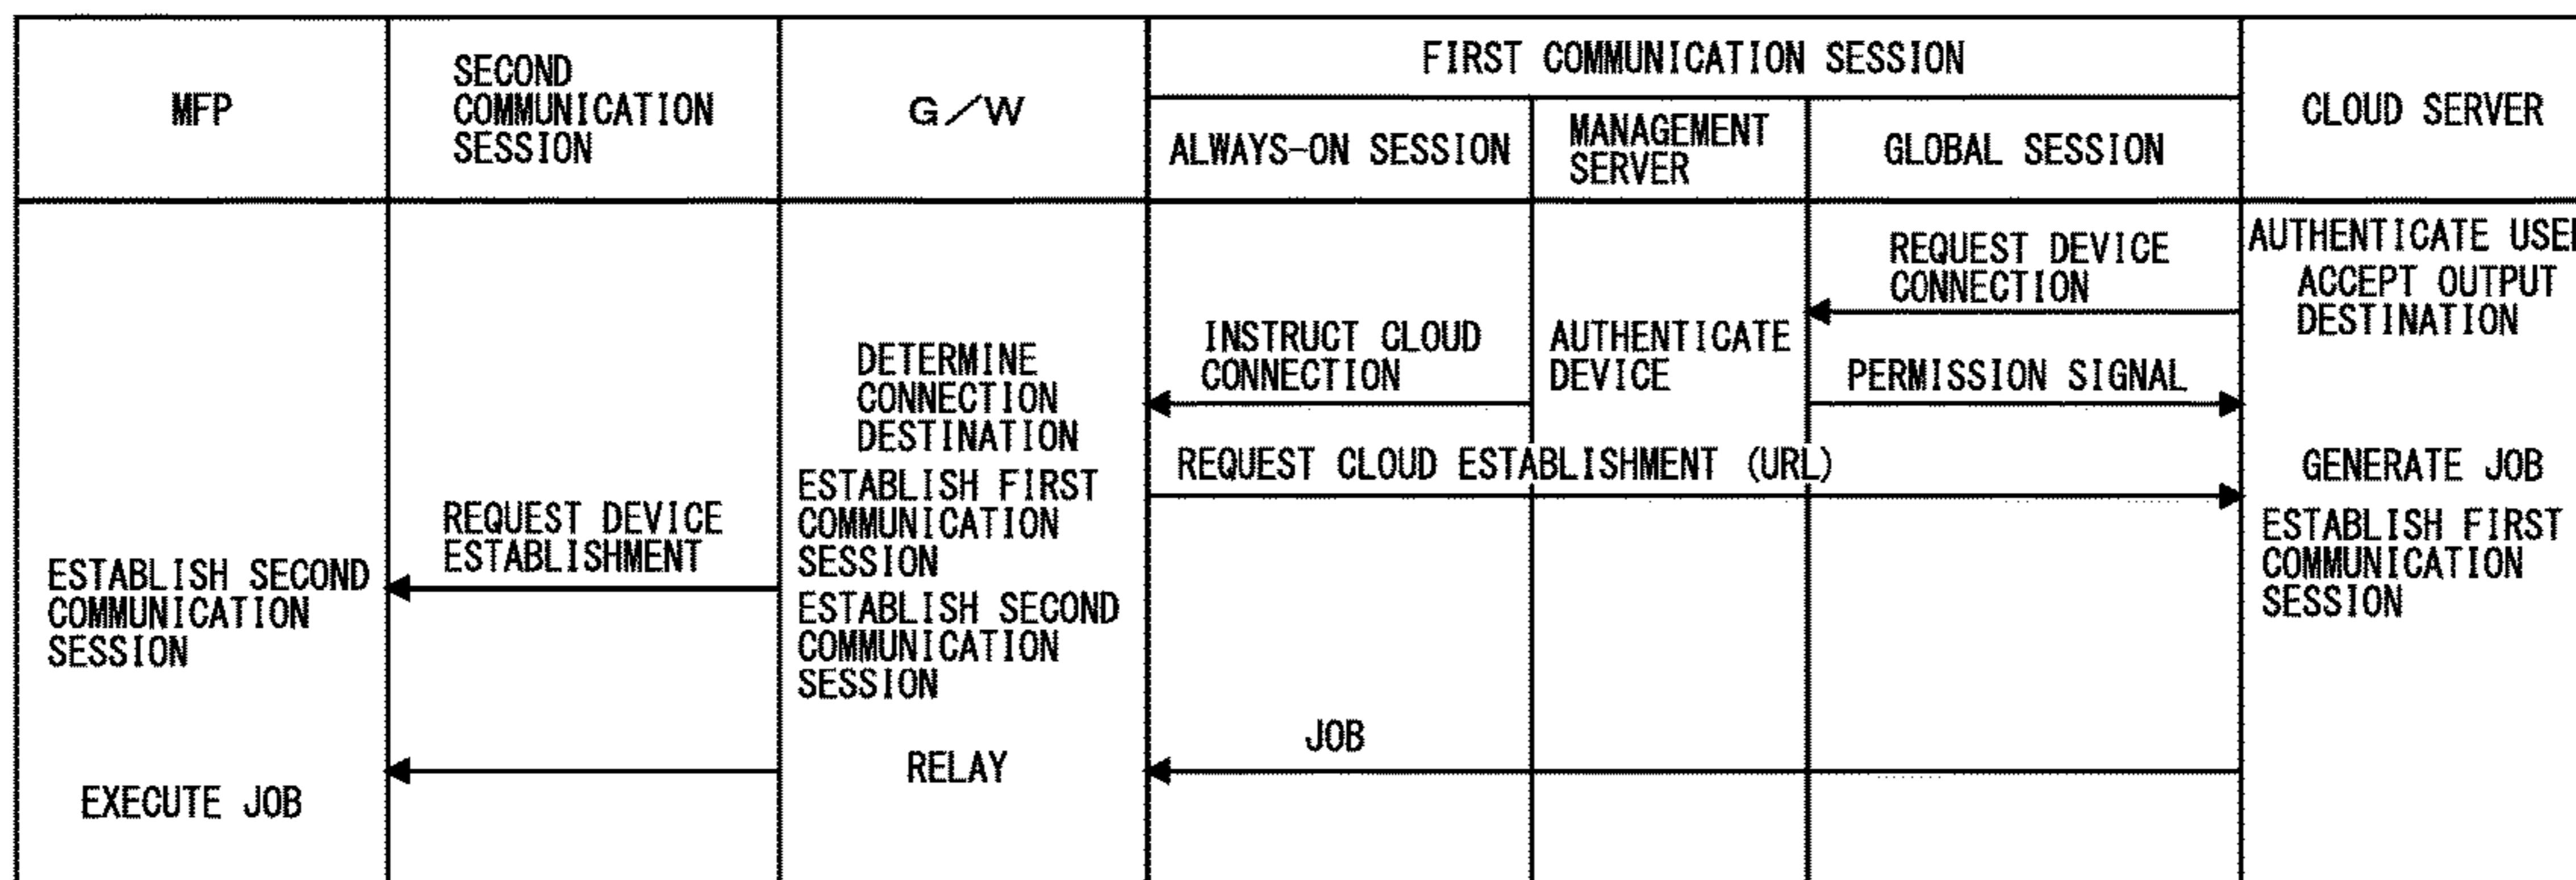 MFP
SECOND
COMMUNICATION
SESSION
G/W
FIRST COMMUNICATION SESSION
ALWAYS-ON SESSION
MANAGEMENT
SERVER
GLOBAL SESSION
CLOUD SERVER
AUTHENTICATE USER
ACCEPT OUTPUT
DESTINATION
REQUEST DEVICE
CONNECTION
INSTRUCT CLOUD
CONNECTION
AUTHENTICATE
DEVICE
PERMISSION SIGNAL
DETERMINE
CONNECTION
DESTINATION
REQUEST CLOUD ESTABLISHMENT (URL)
GENERATE JOB
ESTABLISH FIRST
COMMUNICATION
SESSION
ESTABLISH FIRST
COMMUNICATION
SESSION
REQUEST DEVICE
ESTABLISHMENT
ESTABLISH SECOND
COMMUNICATION
SESSION
ESTABLISH SECOND
COMMUNICATION
SESSION
JOB
RELAY
EXECUTE JOB